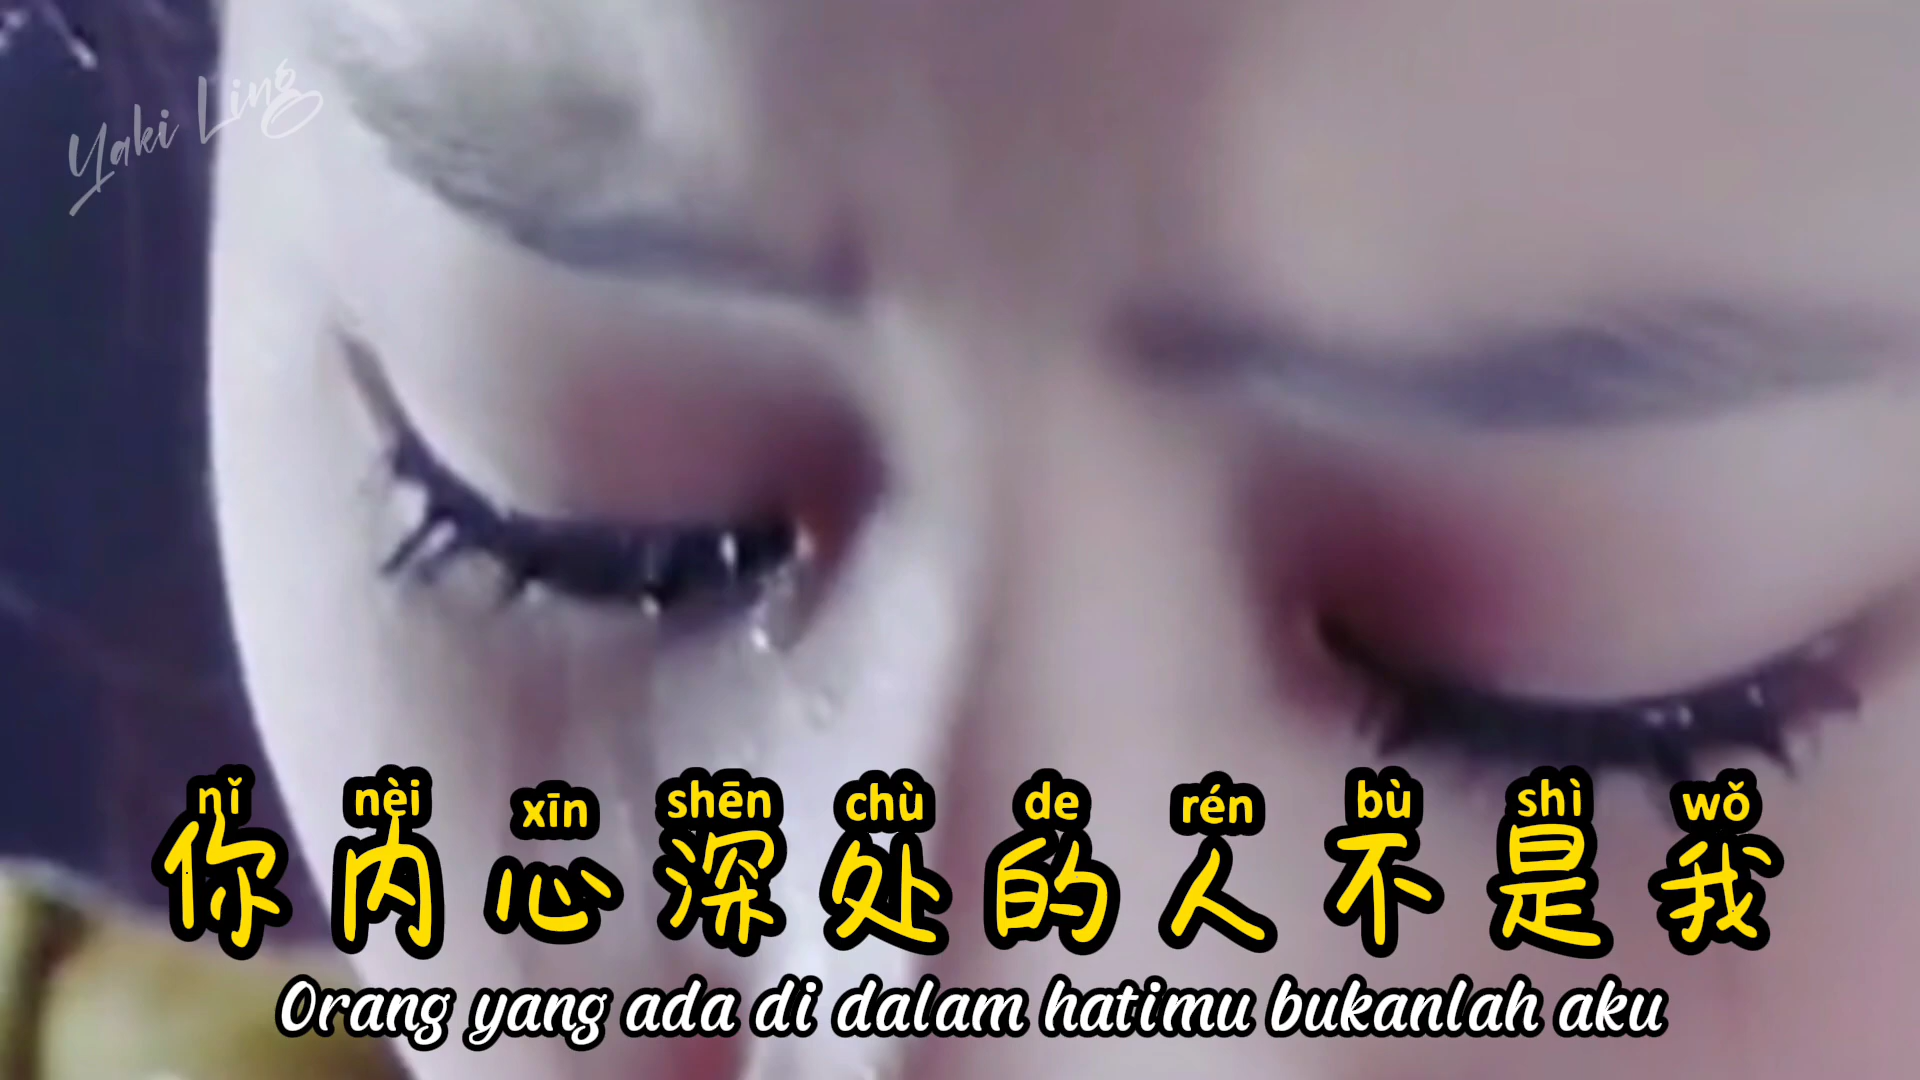 Yaki Ling
nǐ nèi xīn shēn chù de rén bù shì wǒ
你内心深处的人不是我
Orang yang ada di dalam hatimu bukanlah aku